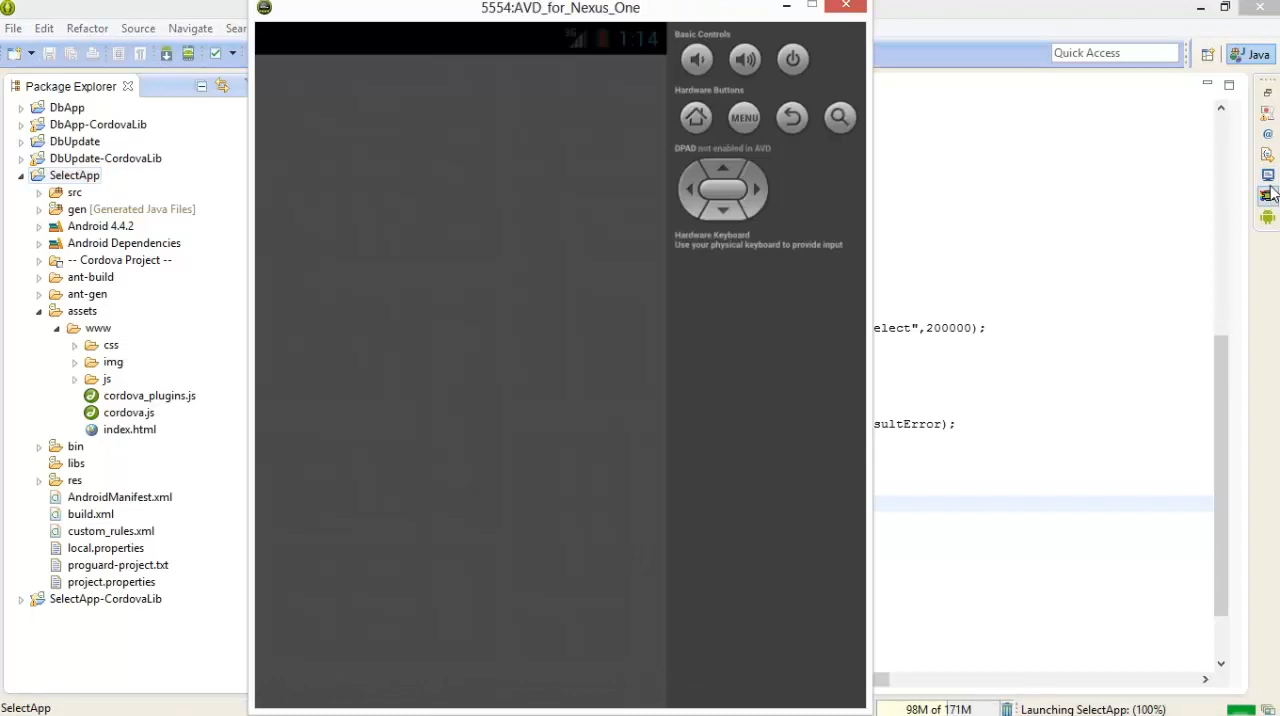 5554:AVD_for_Nexus_One
File
Edit
Refactor
Source
Navigate
Sear
Quick Access
Java
Package Explorer
DbApp
DbApp-CordovaLib
DbUpdate
DbUpdate-CordovaLib
SelectApp
src
gen [Generated Java Files]
Android 4.2.2
Android Dependencies
-- Cordova Project --
ant-build
ant-gen
assets
www
css
img
js
cordova_plugins.js
cordova.js
index.html
bin
libs
res
AndroidManifest.xml
build.xml
custom_rules.xml
local.properties
proguard-project.txt
project.properties
SelectApp-CordovaLib
3G
1:14
Basic Controls
Hardware Buttons
MENU
DPAD not enabled in AVD
Hardware Keyboard
Use your physical keyboard to provide input
elect",200000);
sultError);
SelectApp
98M of 171M
Launching SelectApp: (100%)